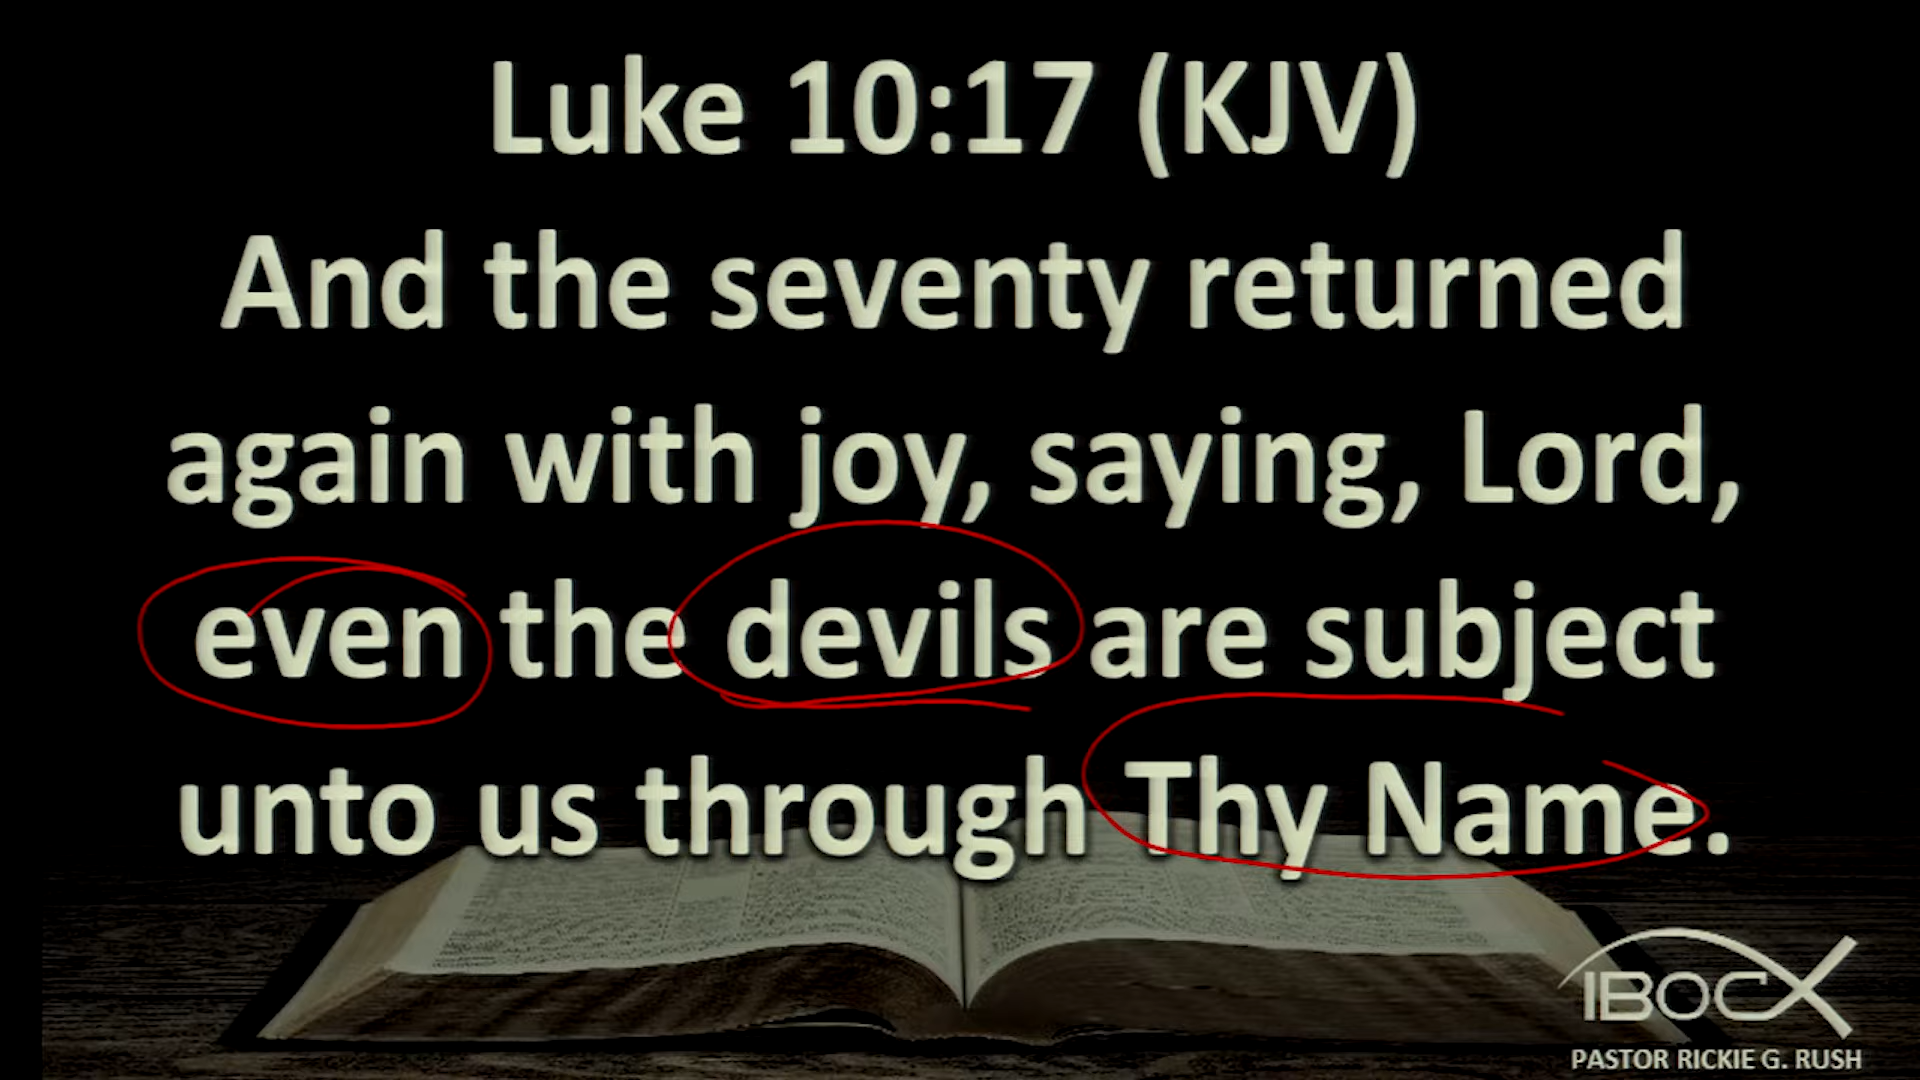 Luke 10:17 (KJV)
And the seventy returned
again with joy, saying, Lord,
even the devils are subject
unto us through Thy Name.
IBOC
PASTOR RICKIE G. RUSH